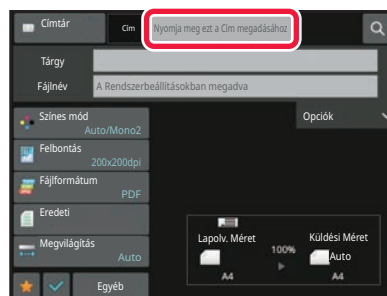 Címtár
Cím
Nyomja meg ezt a Cím megadásához
Tárgy
Fájlnév
A Rendszerbeállításokban megadva
Színes mód
Auto/Mono2
Opciók
Felbontás
200x200dpi
Fájlformátum
PDF
Eredeti
Megvilágítás
Auto
Lapolv. Méret
100%
Küldési Méret
Auto
A4
A4
Egyéb